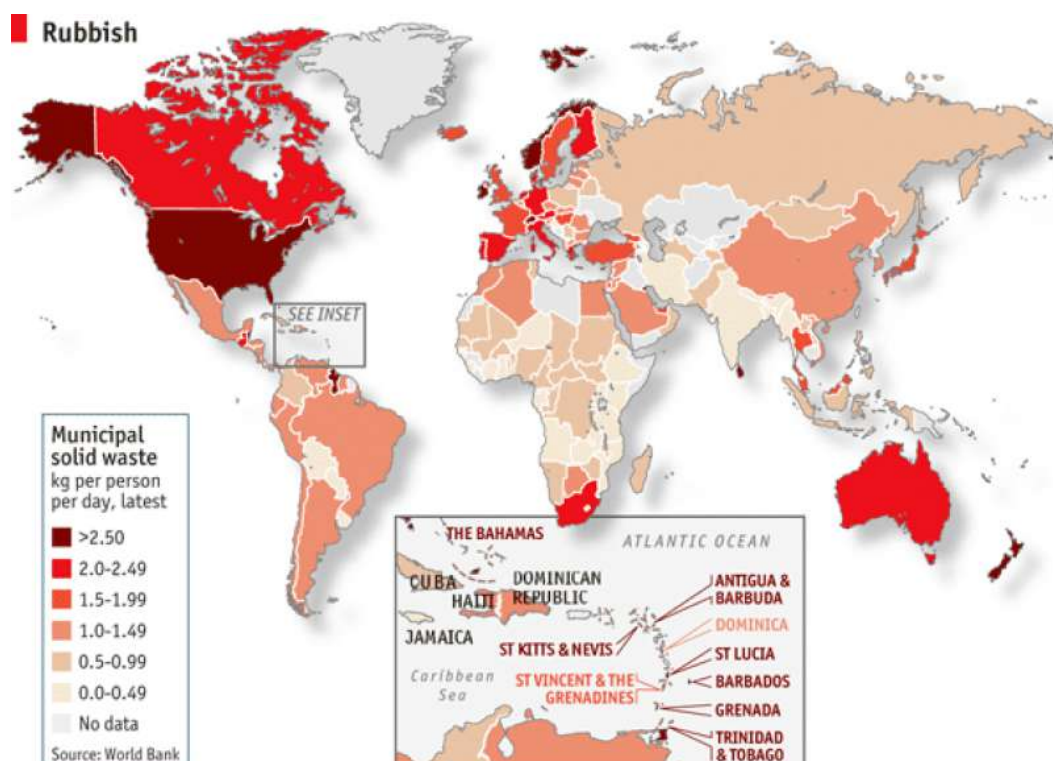 Rubbish
SEE INSET
Municipal
solid waste
kg per person
per day, latest
>2.50
2.0-2.49
1.5-1.99
1.0-1.49
0.5-0.99
0.0-0.49
No data
Source: World Bank
THE BAHAMAS
ATLANTIC OCEAN
CUBA
HAITI
DOMINICAN
REPUBLIC
JAMAICA
ANTIGUA &
BARBUDA
DOMINICA
ST KITTS & NEVIS
ST LUCIA
Caribbean
Sea
ST VINCENT & THE
GRENADINES
BARBADOS
GRENADA
TRINIDAD
& TOBAGO